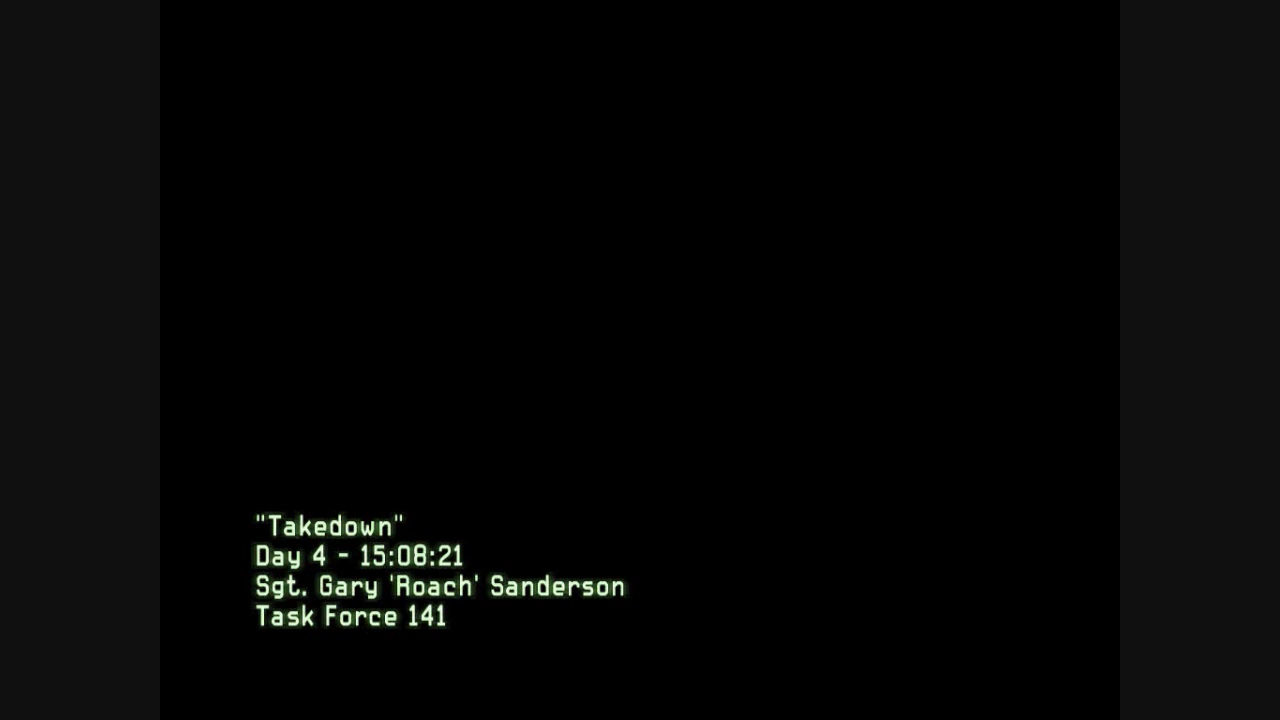 "Takedown"
Day 4 - 15:08:21
Sgt. Gary 'Roach' Sanderson
Task Force 141